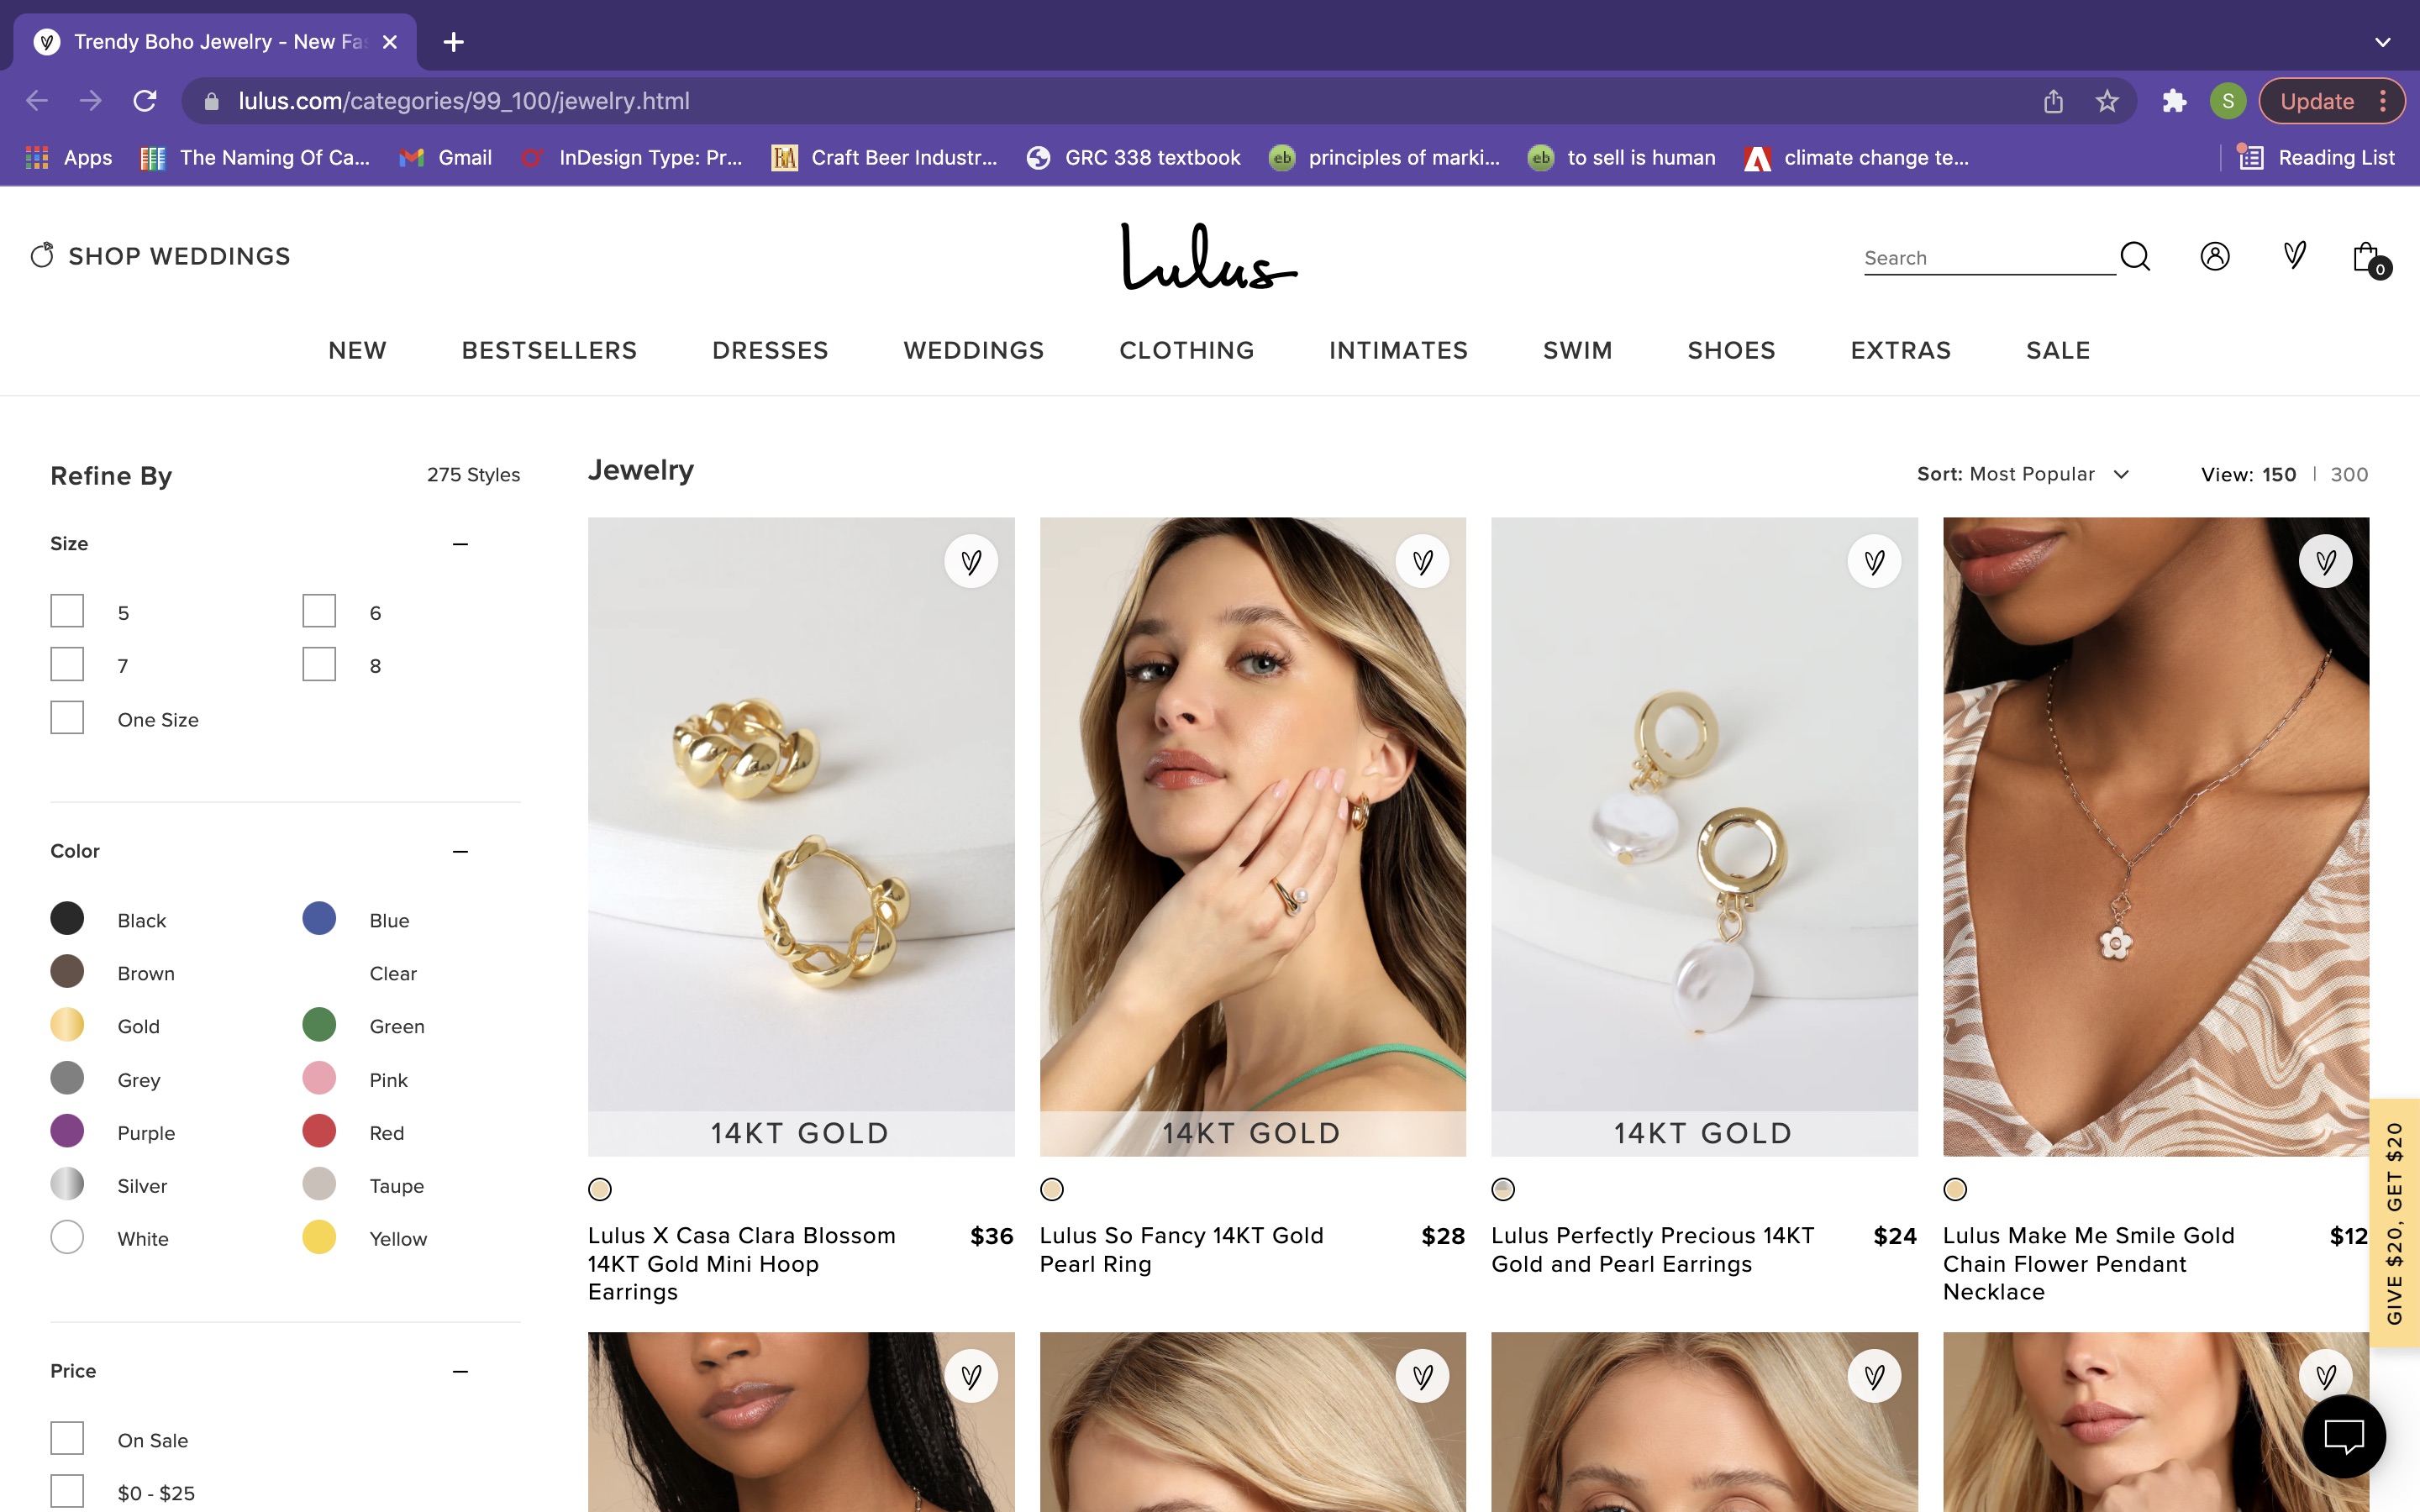 Trendy Boho Jewelry - New Fas
lulus.com/categories/99_100/jewelry.html
S
Update
Apps
The Naming Of Ca...
Gmail
InDesign Type: Pr...
Craft Beer Industr...
GRC 338 textbook
principles of marki...
to sell is human
climate change te...
Reading List
SHOP WEDDINGS
Lulus
Search
0
NEW
BESTSELLERS
DRESSES
WEDDINGS
CLOTHING
INTIMATES
SWIM
SHOES
EXTRAS
SALE
Refine By
275 Styles
Jewelry
Sort: Most Popular
View: 150 | 300
Size
5
6
7
8
One Size
Color
Black
Blue
Brown
Clear
Gold
Green
Grey
Pink
Purple
Red
Silver
Taupe
White
Yellow
Price
On Sale
$0 - $25
14KT GOLD
14KT GOLD
14KT GOLD
Lulus X Casa Clara Blossom
14KT Gold Mini Hoop
Earrings
$36
Lulus So Fancy 14KT Gold
Pearl Ring
$28
Lulus Perfectly Precious 14KT
Gold and Pearl Earrings
$24
Lulus Make Me Smile Gold
Chain Flower Pendant
Necklace
$12
GIVE $20, GET $20